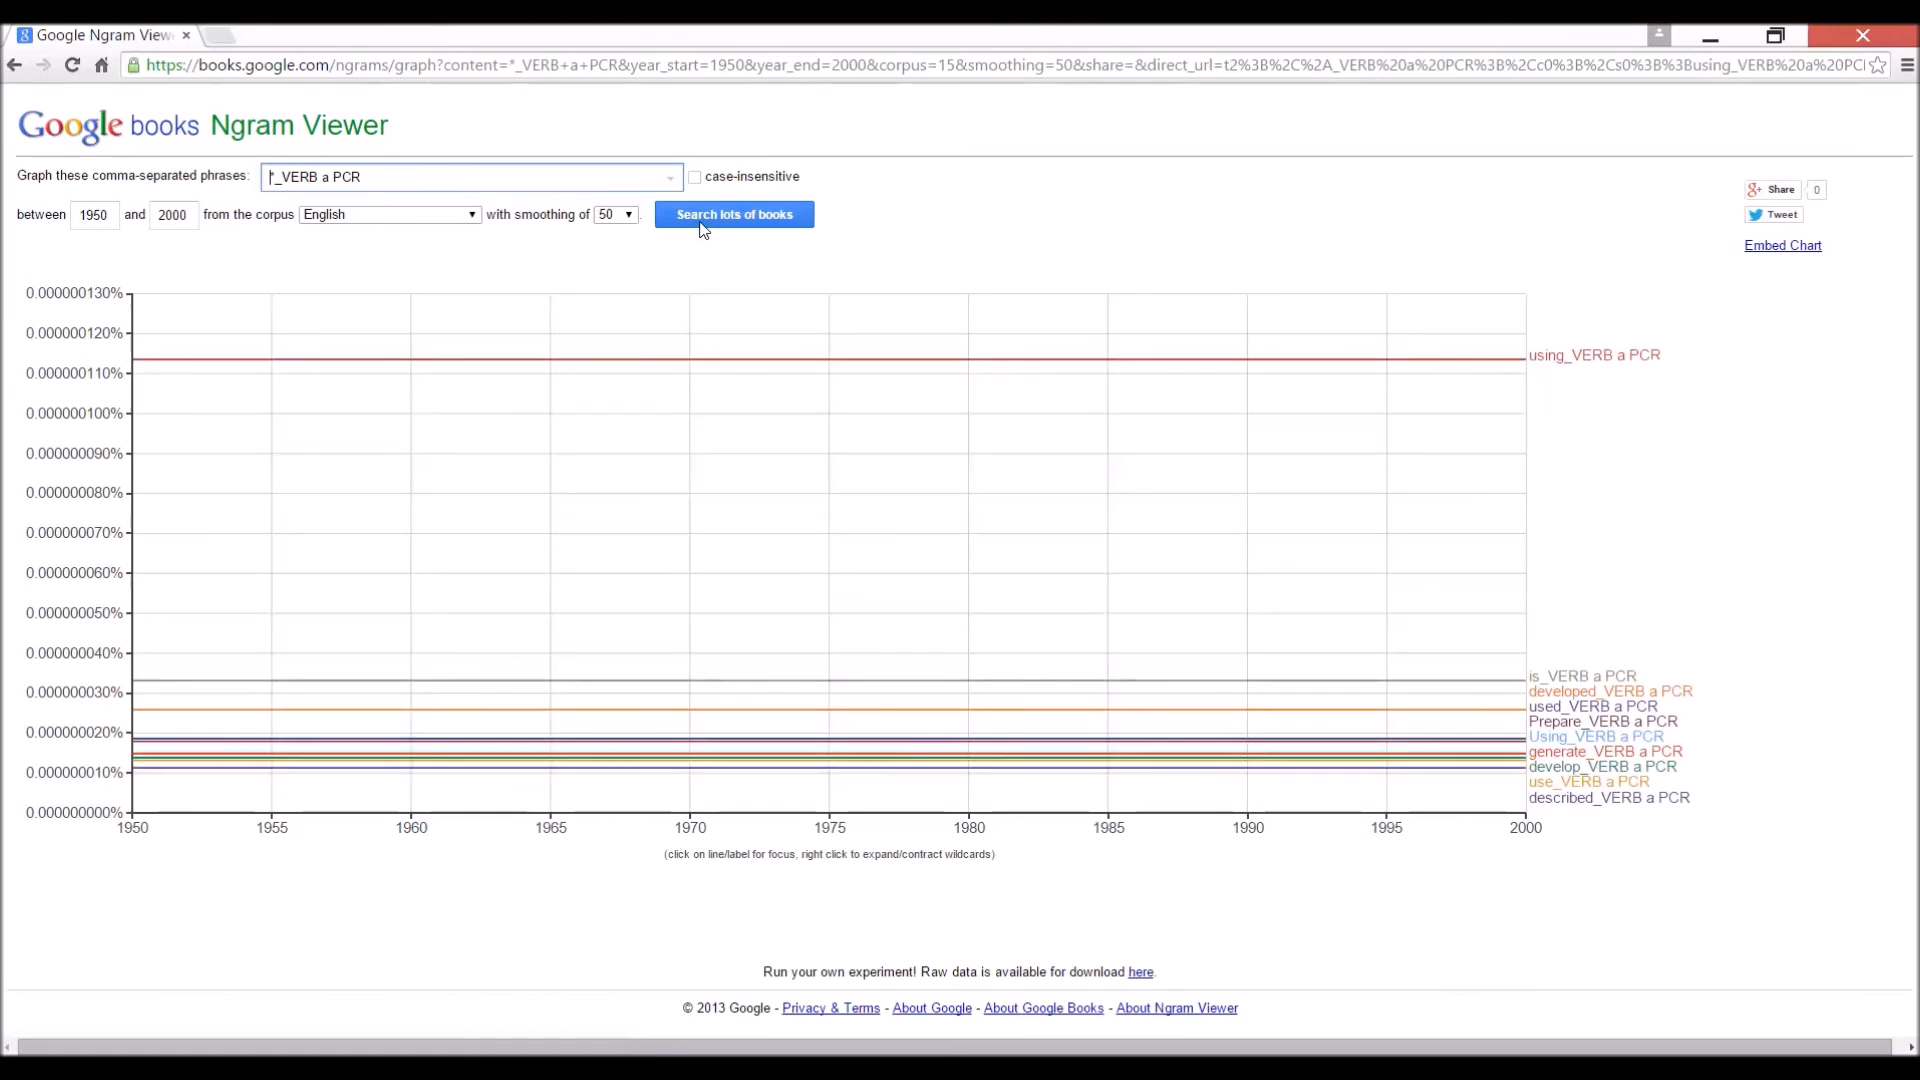 Google Ngram View
https://books.google.com/ngrams/graph?content=*_VERB+a+PCR&year_start=1950&year_end=2000&corpus=15&smoothing=50&share=&direct_url=t2%3B%2C%2A_VERB%20a%20PCR%3B%2Cc0%3B%2Cs0%3B%3Busing_VERB%20a%20PC
Google books Ngram Viewer
Graph these comma-separated phrases: *_VERB a PCR case-insensitive
between 1950 and 2000 from the corpus English with smoothing of 50 . Search lots of books
Share 0
Tweet
Embed Chart
0.000000130%
0.000000120%
using_VERB a PCR
0.000000110%
0.000000100%
0.000000090%
0.000000080%
0.000000070%
0.000000060%
0.000000050%
0.000000040%
is_VERB a PCR
0.000000030%
developed_VERB a PCR
used_VERB a PCR
Prepare_VERB a PCR
0.000000020%
Using_VERB a PCR
generate_VERB a PCR
develop_VERB a PCR
0.000000010%
use_VERB a PCR
described_VERB a PCR
0.000000000%
1950 1955 1960 1965 1970 1975 1980 1985 1990 1995 2000
(click on line/label for focus, right click to expand/contract wildcards)
Run your own experiment! Raw data is available for download here.
© 2013 Google - Privacy & Terms - About Google - About Google Books - About Ngram Viewer